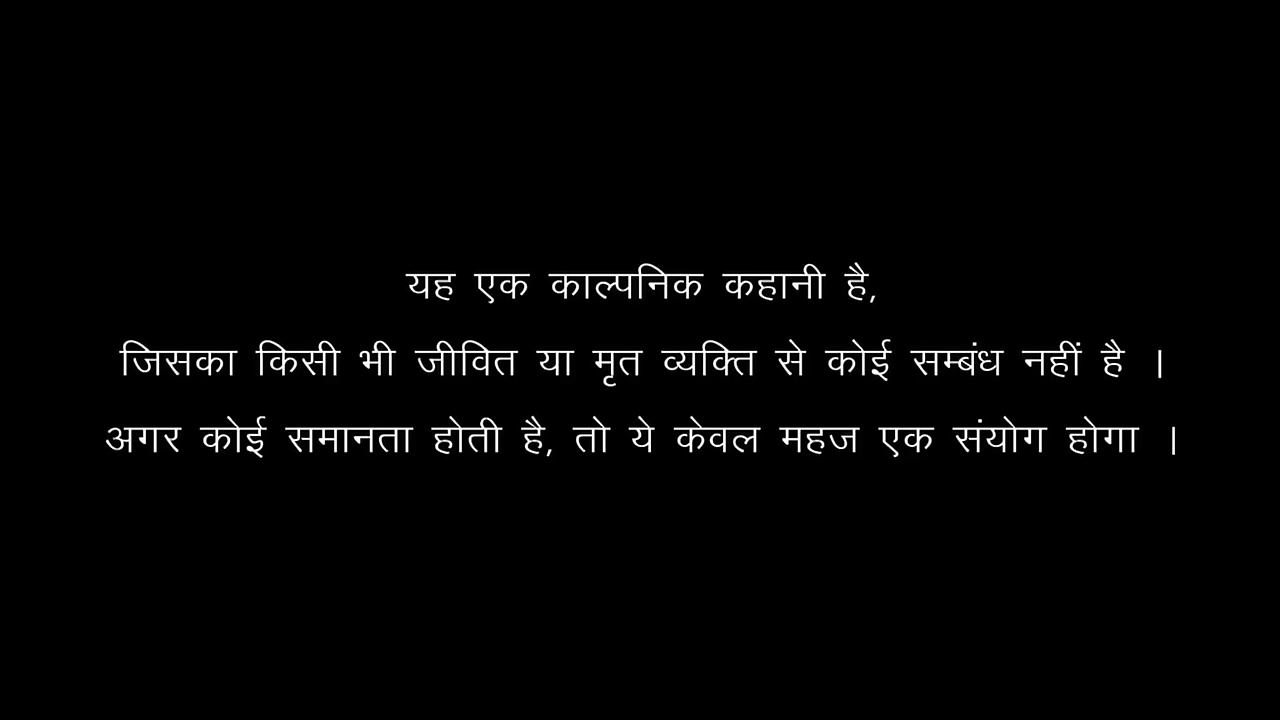 यह एक काल्पनिक कहानी है,
जिसका किसी भी जीवित या मृत व्यक्ति से कोई सम्बंध नहीं है ।
अगर कोई समानता होती है, तो ये केवल महज एक संयोग होगा ।